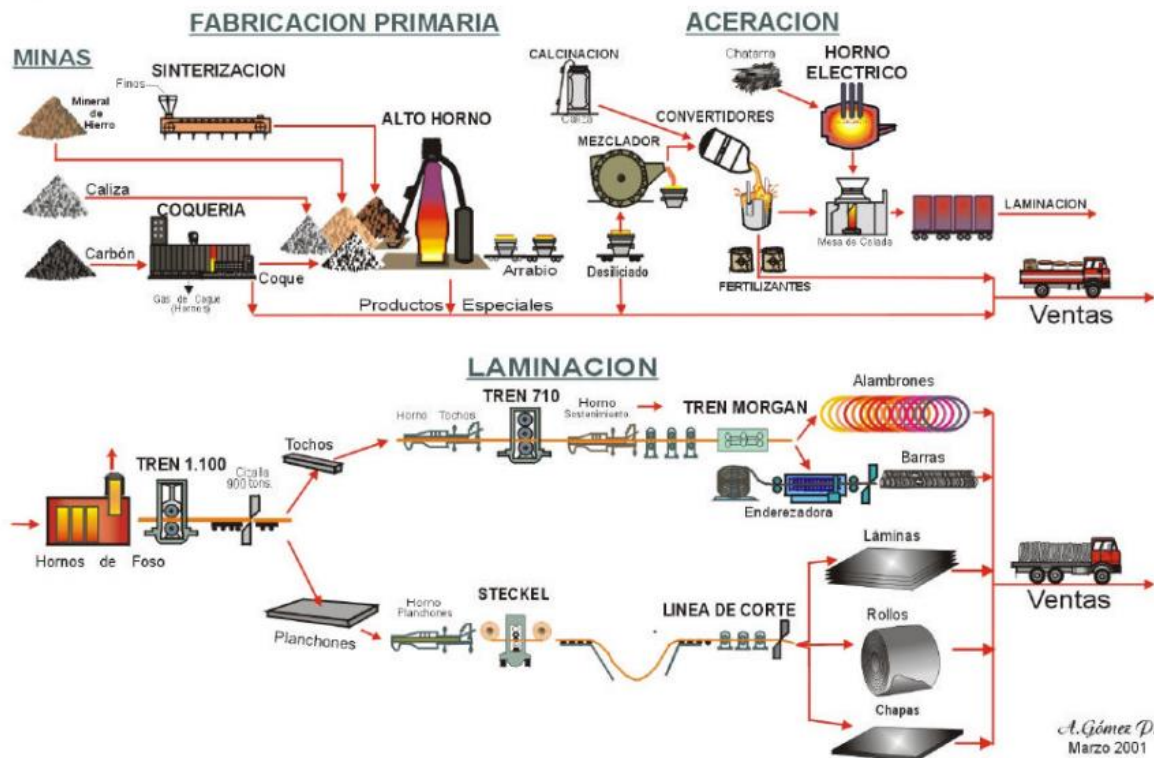 FABRICACION PRIMARIA
ACERACION
MINAS
SINTERIZACION
Finos
Mineral
de
Hierro
ALTO HORNO
Caliza
COQUERIA
Carbón
Coque
Gas de Coque
(Hornos)
Arrabio
Productos Especiales
CALCINACION
Caliza
MEZCLADOR
Desiliciado
CONVERTIDORES
Chatarra
HORNO
ELECTRICO
Mesa de Colada
LAMINACION
FERTILIZANTES
Ventas
LAMINACION
Hornos de Foso
TREN 1.100
Cizalla
900 tons.
Tochos
Horno Tochos
TREN 710
Horno
Sostenimiento
TREN MORGAN
Alambrones
Enderezadora
Barras
Planchones
Horno
Planchones
STECKEL
LINEA DE CORTE
Láminas
Rollos
Chapas
Ventas
A. Gómez P.
Marzo 2001